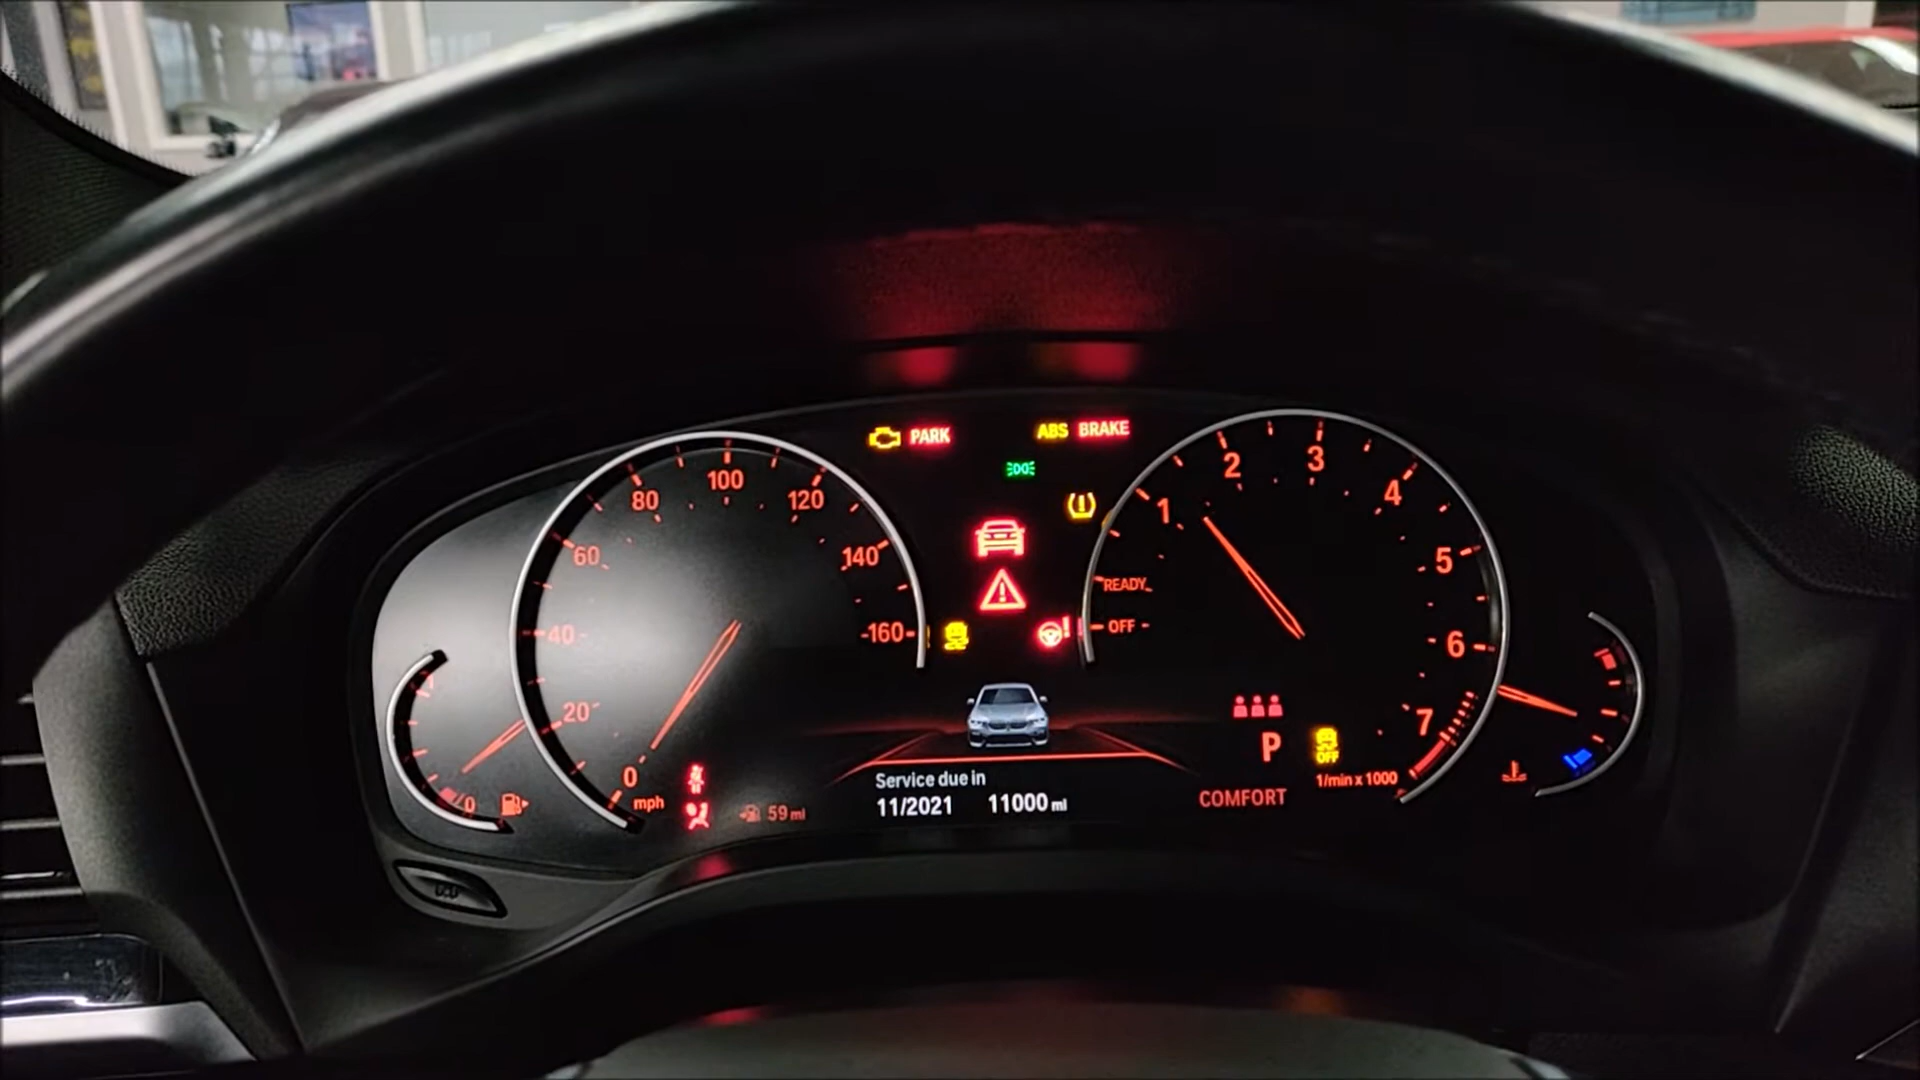 PARK
ABS BRAKE
80
100
120
60
140
40
160
20
0
mph
0
59 mi
Service due in
11/2021 11000 mi
1
2
3
4
5
6
7
READY
OFF
P
OFF
1/min x 1000
COMFORT